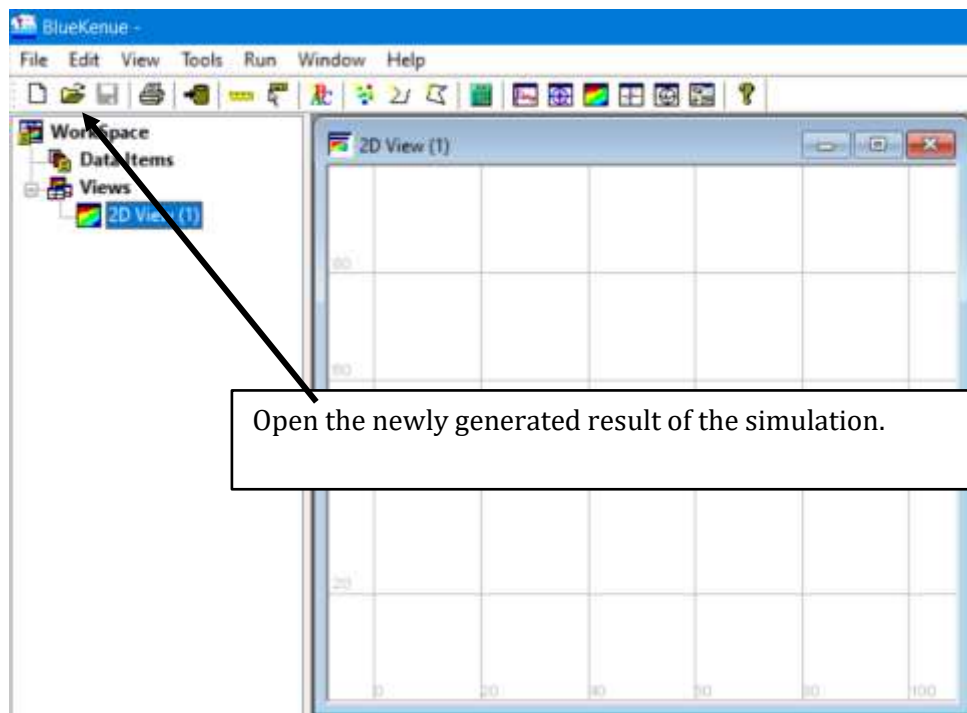 BlueKenue -
File Edit View Tools Run Window Help
WorkSpace
Data Items
Views
2D View (1)
2D View (1)
80
60
Open the newly generated result of the simulation.
20
0 20 40 60 80 100